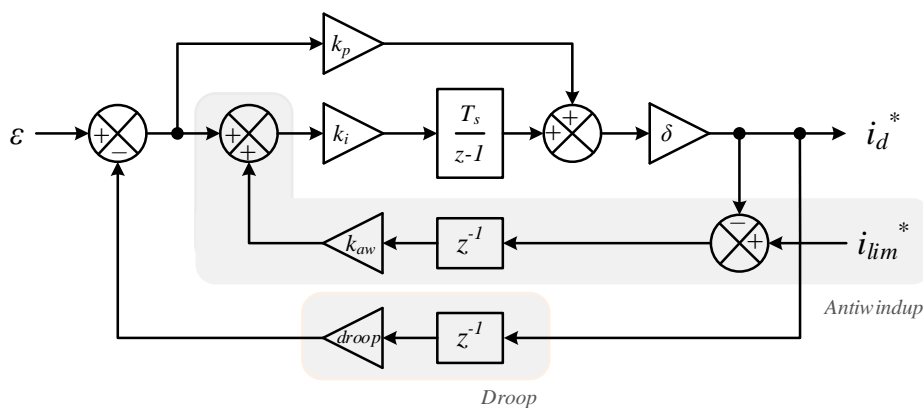 k_p
ε
+
−
+
+
k_i
T_s
z-1
+
+
δ
i_d*
k_aw
z^-1
−
+
i_lim*
Antiwindup
droop
z^-1
Droop